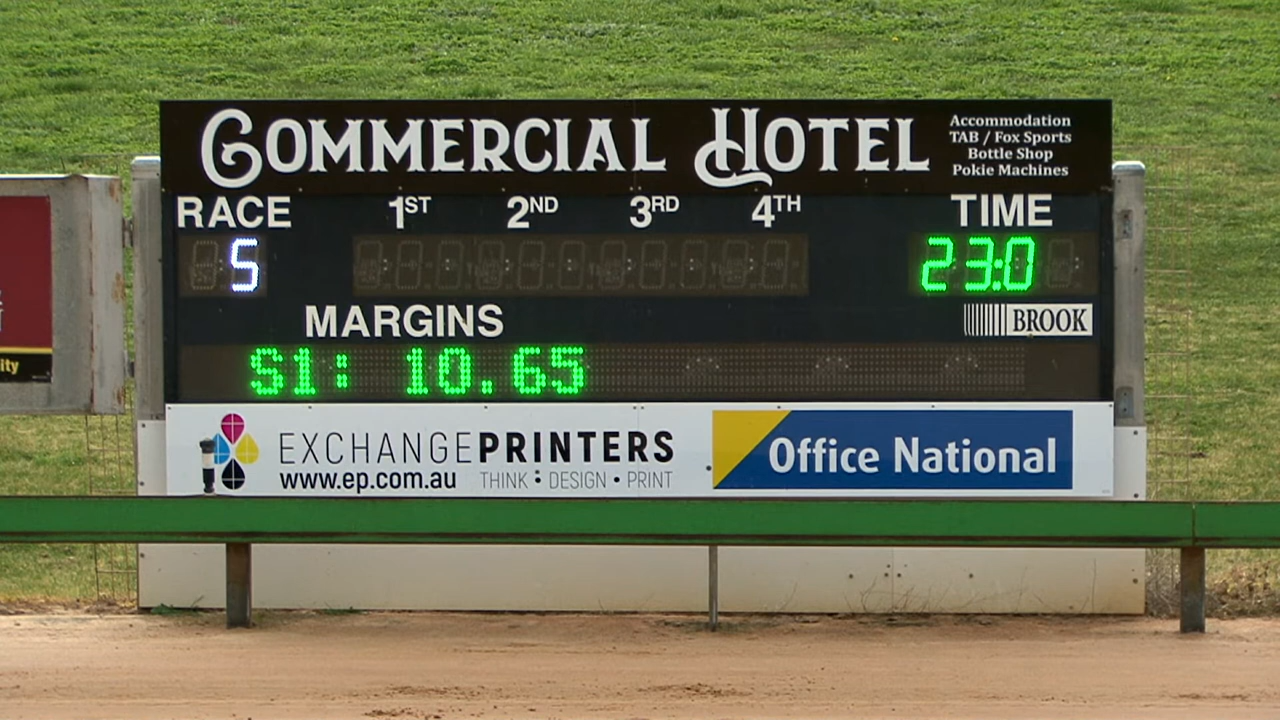 COMMERCIAL HOTEL
Accommodation
TAB / Fox Sports
Bottle Shop
Pokie Machines
RACE 1ST 2ND 3RD 4TH TIME
5 23:0
MARGINS
BROOK
S1: 10.65
EXCHANGEPRINTERS
www.ep.com.au THINK : DESIGN • PRINT
Office National
ity